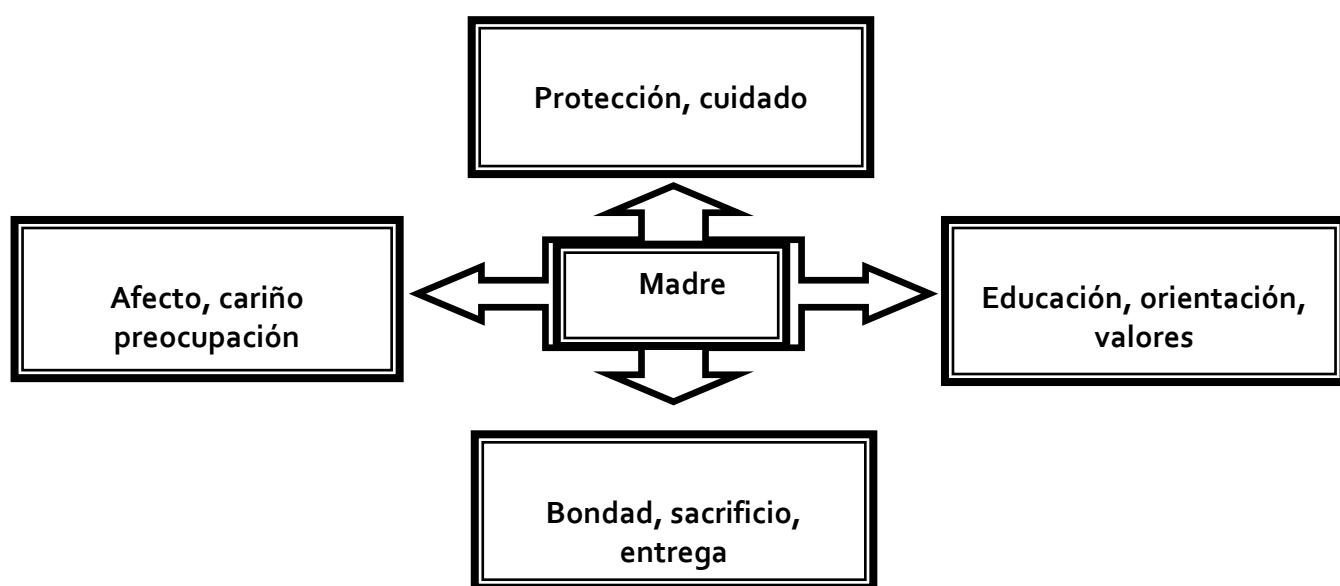 Protección, cuidado
Afecto, cariño
preocupación
Madre
Educación, orientación,
valores
Bondad, sacrificio,
entrega